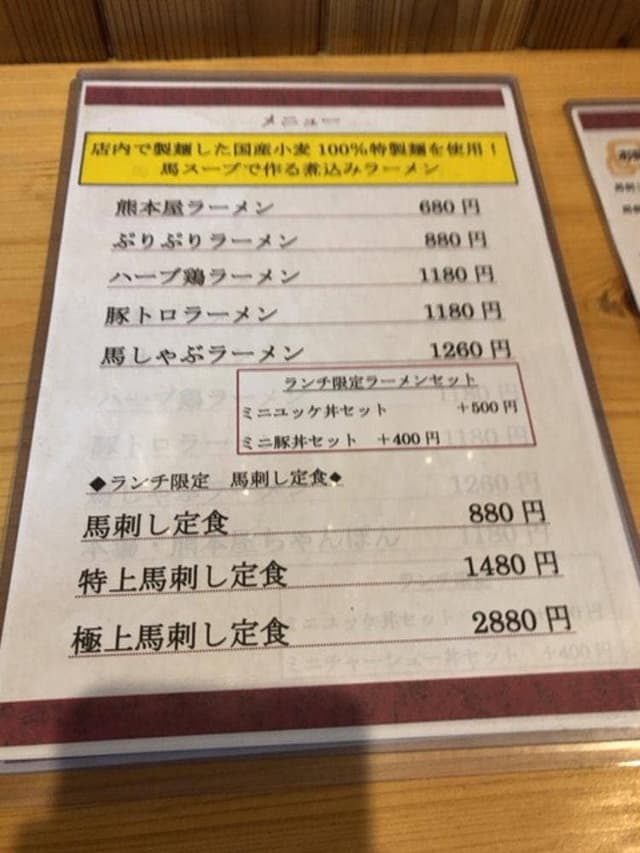 メニュー
店内で製麺した国産小麦100%特製麺を使用！
馬スープで作る煮込みラーメン
熊本屋ラーメン 680円
ぷりぷりラーメン 880円
ハーブ鶏ラーメン 1180円
豚トロラーメン 1180円
馬しゃぶラーメン 1260円
ランチ限定ラーメンセット
ミニユッケ丼セット +500円
ミニ豚丼セット +400円
◆ランチ限定 馬刺し定食◆
馬刺し定食 880円
特上馬刺し定食 1480円
極上馬刺し定食 2880円